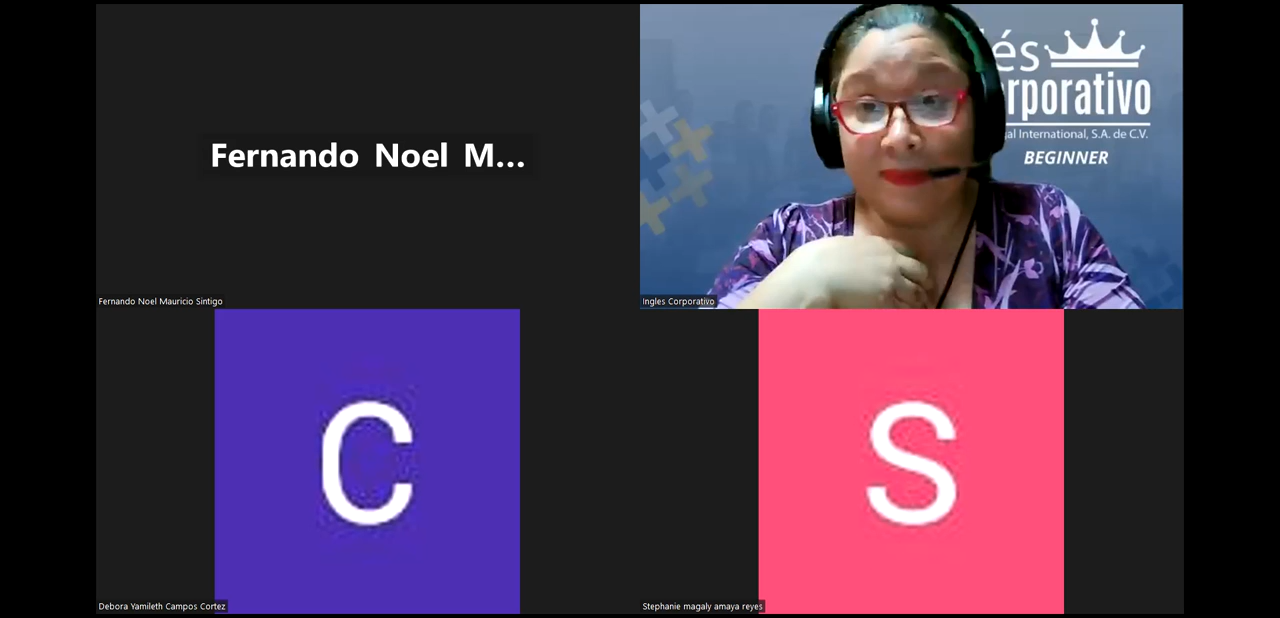 Fernando Noel M...
és
rporativo
al International, S.A. de C.V.
BEGINNER
Fernando Noel Mauricio Sintigo
Ingles Corporativo
C
S
Debora Yamileth Campos Cortez
Stephanie magaly amaya reyes